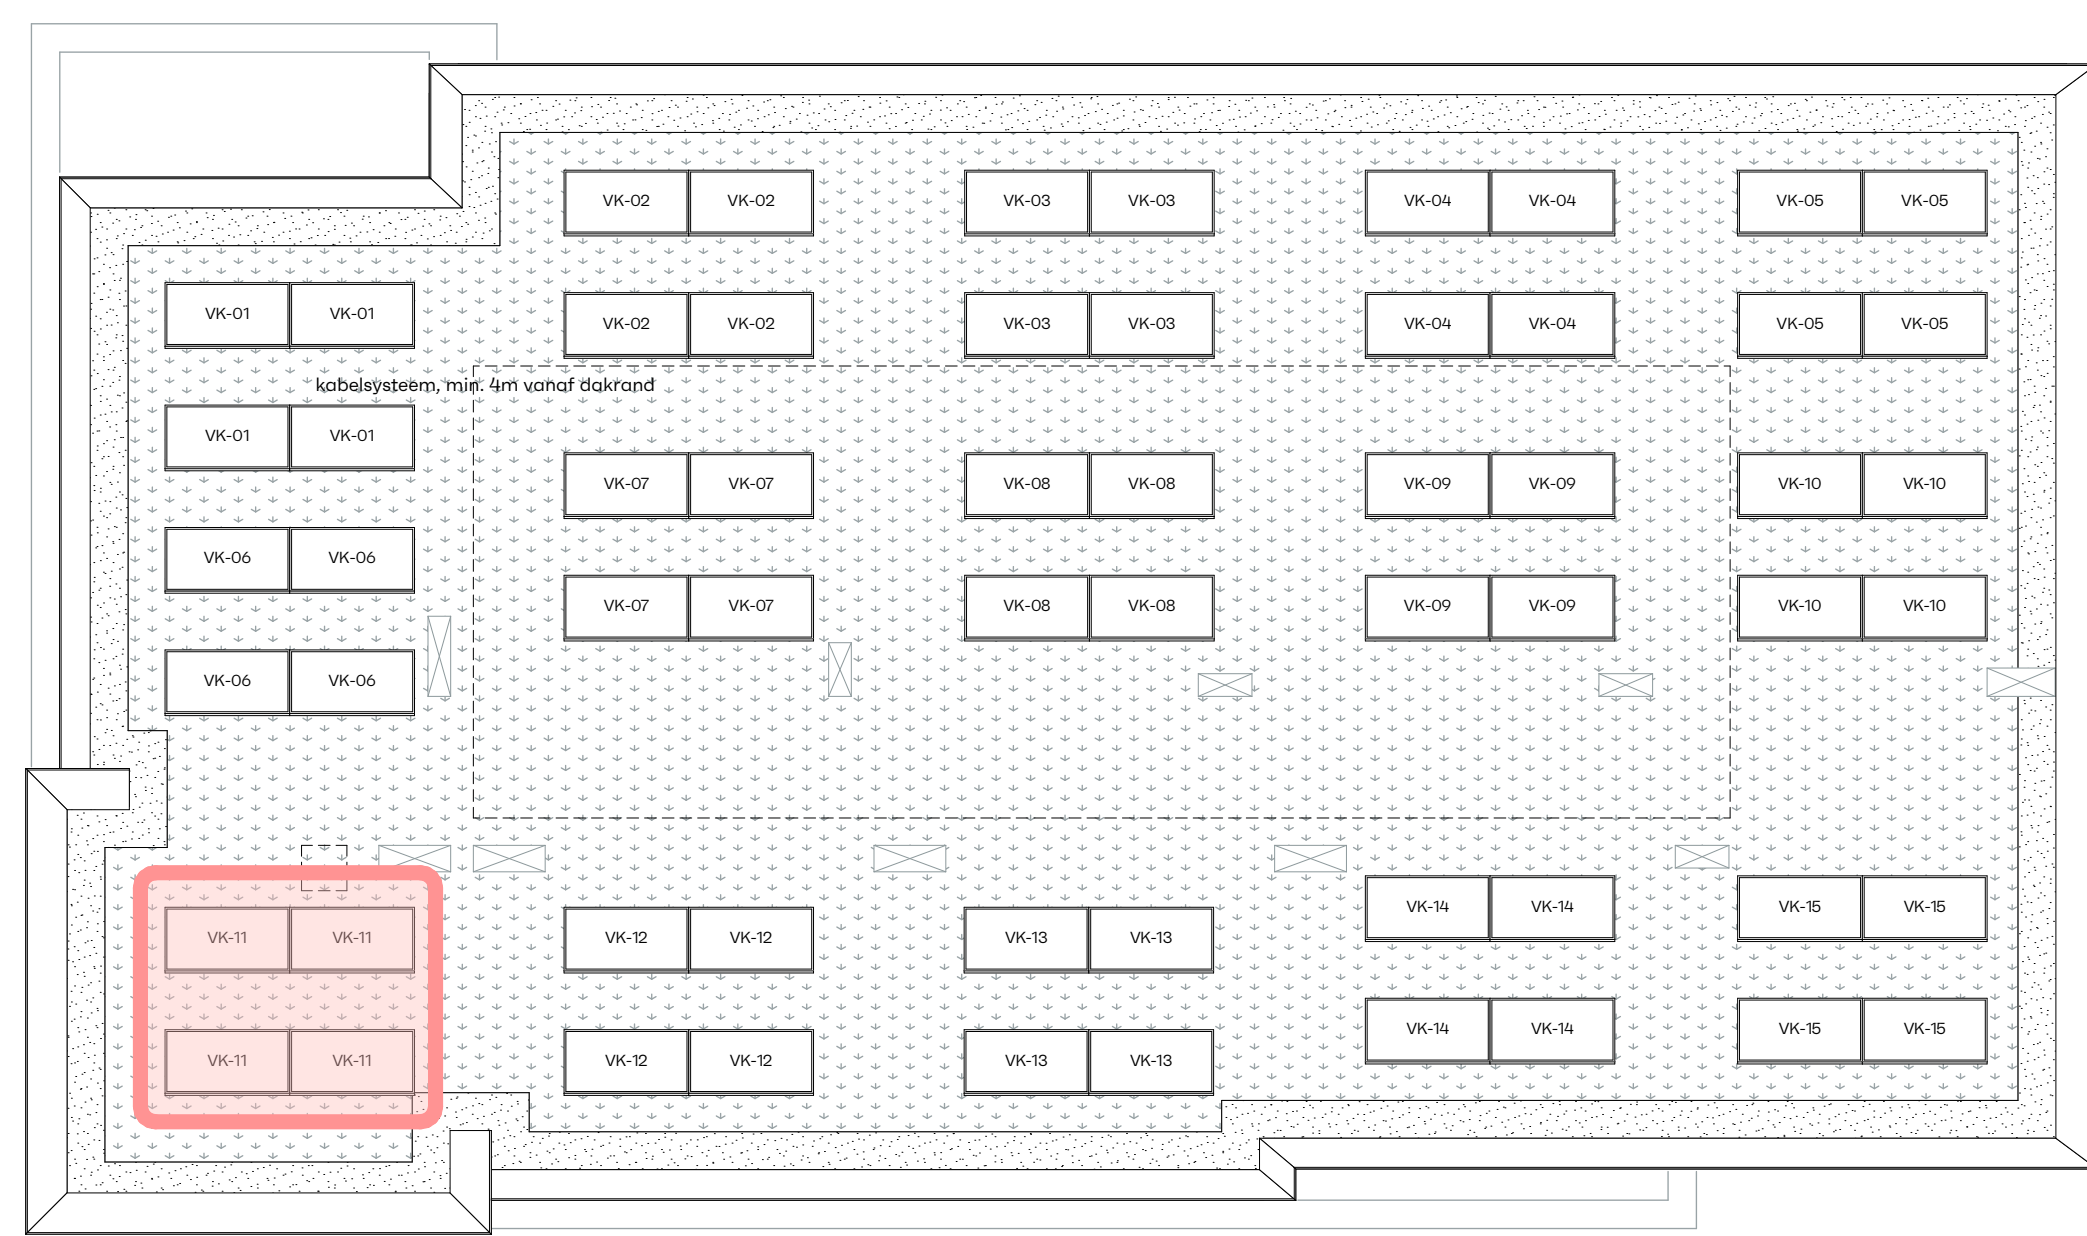 VK-02 VK-02 VK-03 VK-03 VK-04 VK-04 VK-05 VK-05
VK-01 VK-01
VK-02 VK-02 VK-03 VK-03 VK-04 VK-04 VK-05 VK-05
kabelsysteem, min. 4m vanaf dakrand
VK-01 VK-01
VK-07 VK-07 VK-08 VK-08 VK-09 VK-09 VK-10 VK-10
VK-06 VK-06
VK-07 VK-07 VK-08 VK-08 VK-09 VK-09 VK-10 VK-10
VK-06 VK-06
VK-14 VK-14 VK-15 VK-15
VK-11 VK-11 VK-12 VK-12 VK-13 VK-13
VK-14 VK-14 VK-15 VK-15
VK-11 VK-11 VK-12 VK-12 VK-13 VK-13